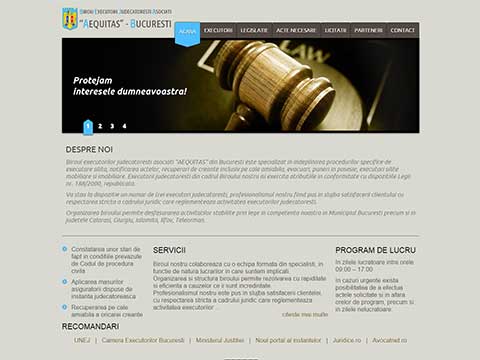 BIROU EXECUTORI JUDECATORESTI ASOCIATI
"AEQUITAS" - BUCURESTI
ACASA EXECUTORI LEGISLATIE ACTE NECESARE LICITATII PARTENERI CONTACT
LAW
Protejam
interesele dumneavoastra!
1 2 3 4
DESPRE NOI
Biroul executorilor judecatoresti asociati "AEQUITAS" din Bucuresti este specializat in indeplinirea procedurilor specifice de
executare silita, notificarea actelor, recuperari de creante inclusiv pe cale amiabila, evacuari, puneri in posesie, executari silite
mobiliare si imobiliare. Executorii judecatoresti din cadrul Biroului nostru isi exercita atributiile in conformitate cu dispozitiile Legii
nr. 188/2000, republicata.
Va stau la dispozitie un numar de trei executori judecatoresti, profesionalismul nostru fiind pus in slujba satisfacerii clientului cu
respectarea stricta a cadrului juridic care reglementeaza activitatea executorilor judecatoresti.
Organizarea biroului permite desfasurarea activitatilor stabilite prin lege in competenta noastra in Municipiul Bucuresti precum si in
judetele Calarasi, Giurgiu, Ialomita, Ilfov, Teleorman.
Constatarea unor stari de
fapt in conditiile prevazute
de Codul de procedura
civila
Aplicarea masurilor
asiguratorii dispuse de
instanta judecatoreasca
Recuperarea pe cale
amiabila a oricarei creante
SERVICII
Biroul nostru colaboreaza cu o echipa formata din specialisti, in
functie de natura lucrarilor in care suntem implicati.
Organizarea si structura biroului permite rezolvarea cu rapiditate
si eficienta a cauzelor ce ii sunt incredintate.
Profesionalismul nostru este pus in slujba satisfacerii clientelei,
cu respectarea stricta a cadrului juridic care reglementeaza
activitatea executorilor ...
citeste mai multe
PROGRAM DE LUCRU
In zilele lucratoare intre orele
09:00 – 17:00
In cazuri urgente exista
posibilitatea de a efectua
actele solicitate si in afara
orelor de program, precum si
in zilele nelucratoare.
RECOMANDARI
UNEJ | Camera Executorilor Bucuresti | Ministerul Justitiei | Noul portal al instantelor | Juridice.ro | Avocatnet.ro